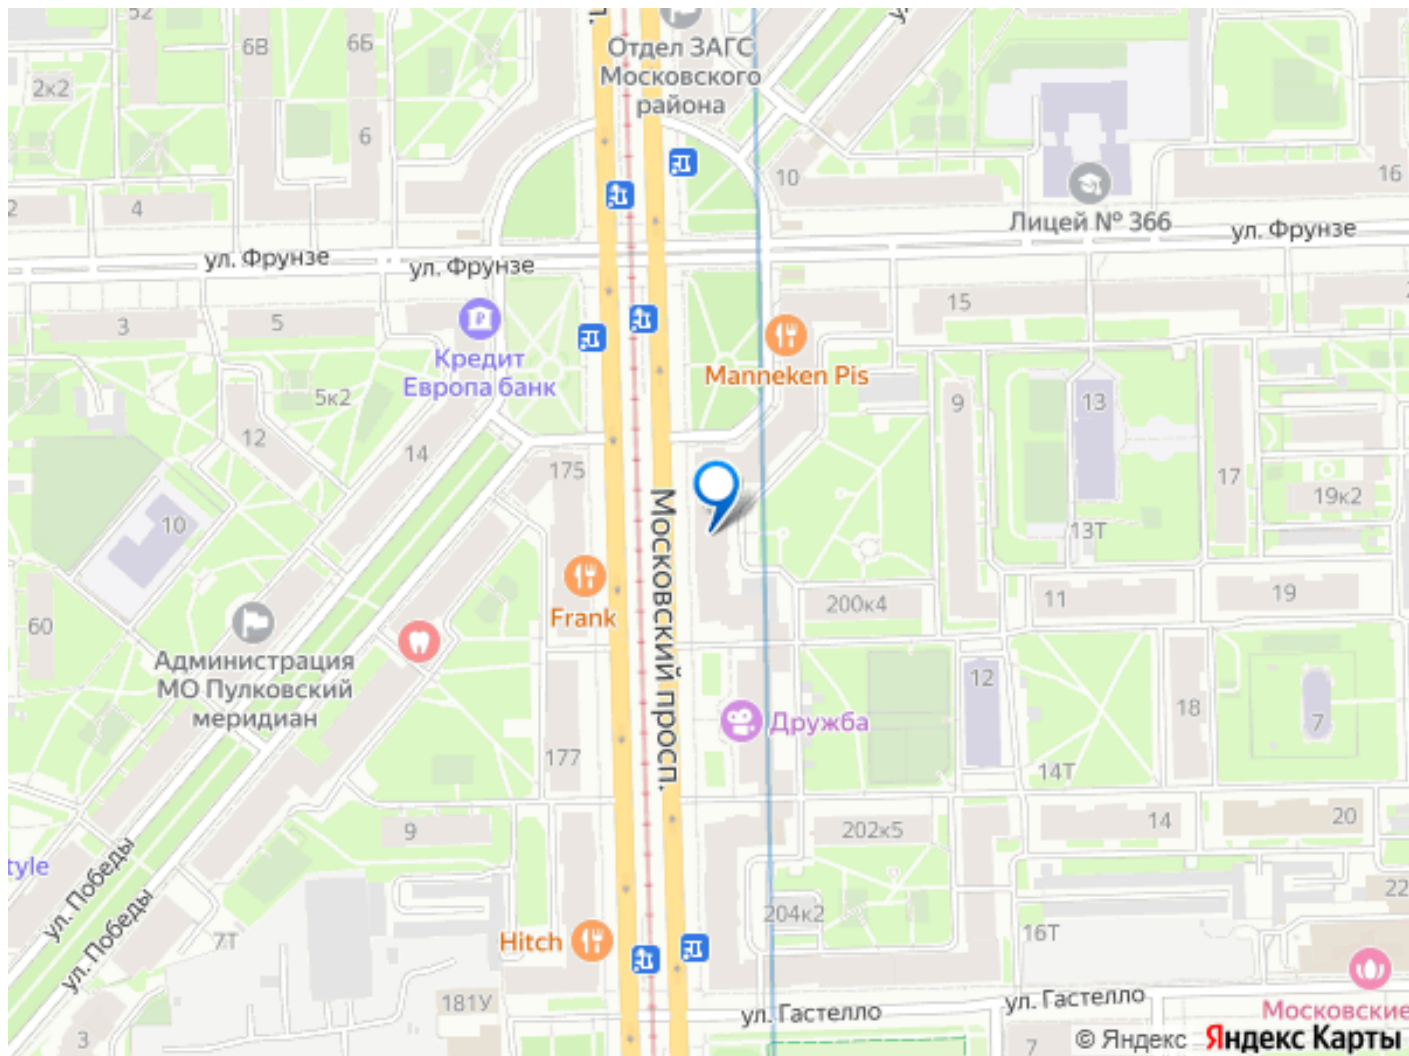 52
6В
6Б
Отдел ЗАГС
Московского
района
2к2
6
10
16
2
4
Лицей № 366
ул. Фрунзе
ул. Фрунзе
ул. Фрунзе
15
3
5
Кредит
Европа банк
Manneken Pis
5к2
12
14
9
13
175
17
19к2
Московский просп.
10
13Т
Frank
200к4
11
19
60
Администрация
МО Пулковский
меридиан
12
18
7
Дружба
177
14Т
9
202к5
14
20
tyle
ул. Победы
ул. Победы
22
204к2
7Т
Hitch
16Т
181У
ул. Гастелло
ул. Гастелло
Московские
3
7
© Яндекс Яндекс Карты